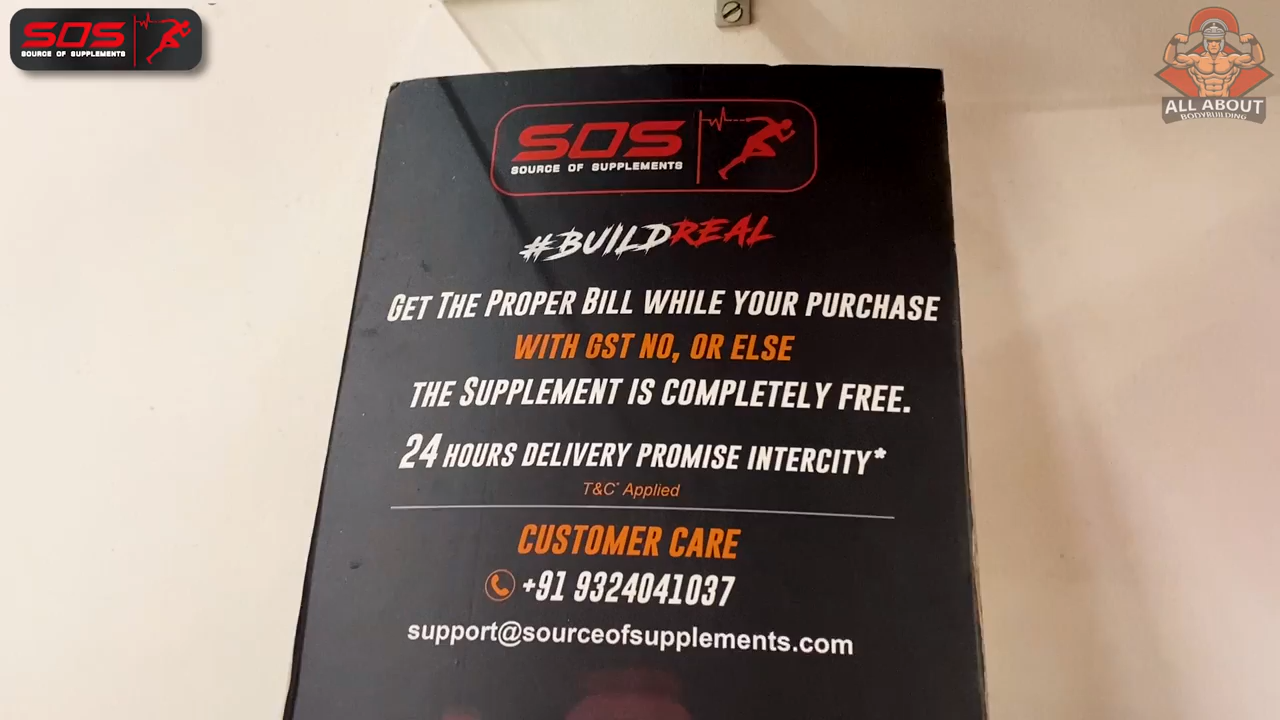 SOS
SOURCE OF SUPPLEMENTS
ALL ABOUT
BODYBUILDING
SOS
SOURCE OF SUPPLEMENTS
#BUILDREAL
GET THE PROPER BILL WHILE YOUR PURCHASE
WITH GST NO, OR ELSE
THE SUPPLEMENT IS COMPLETELY FREE.
24 HOURS DELIVERY PROMISE INTERCITY*
T&C* Applied
CUSTOMER CARE
+91 9324041037
support@sourceofsupplements.com